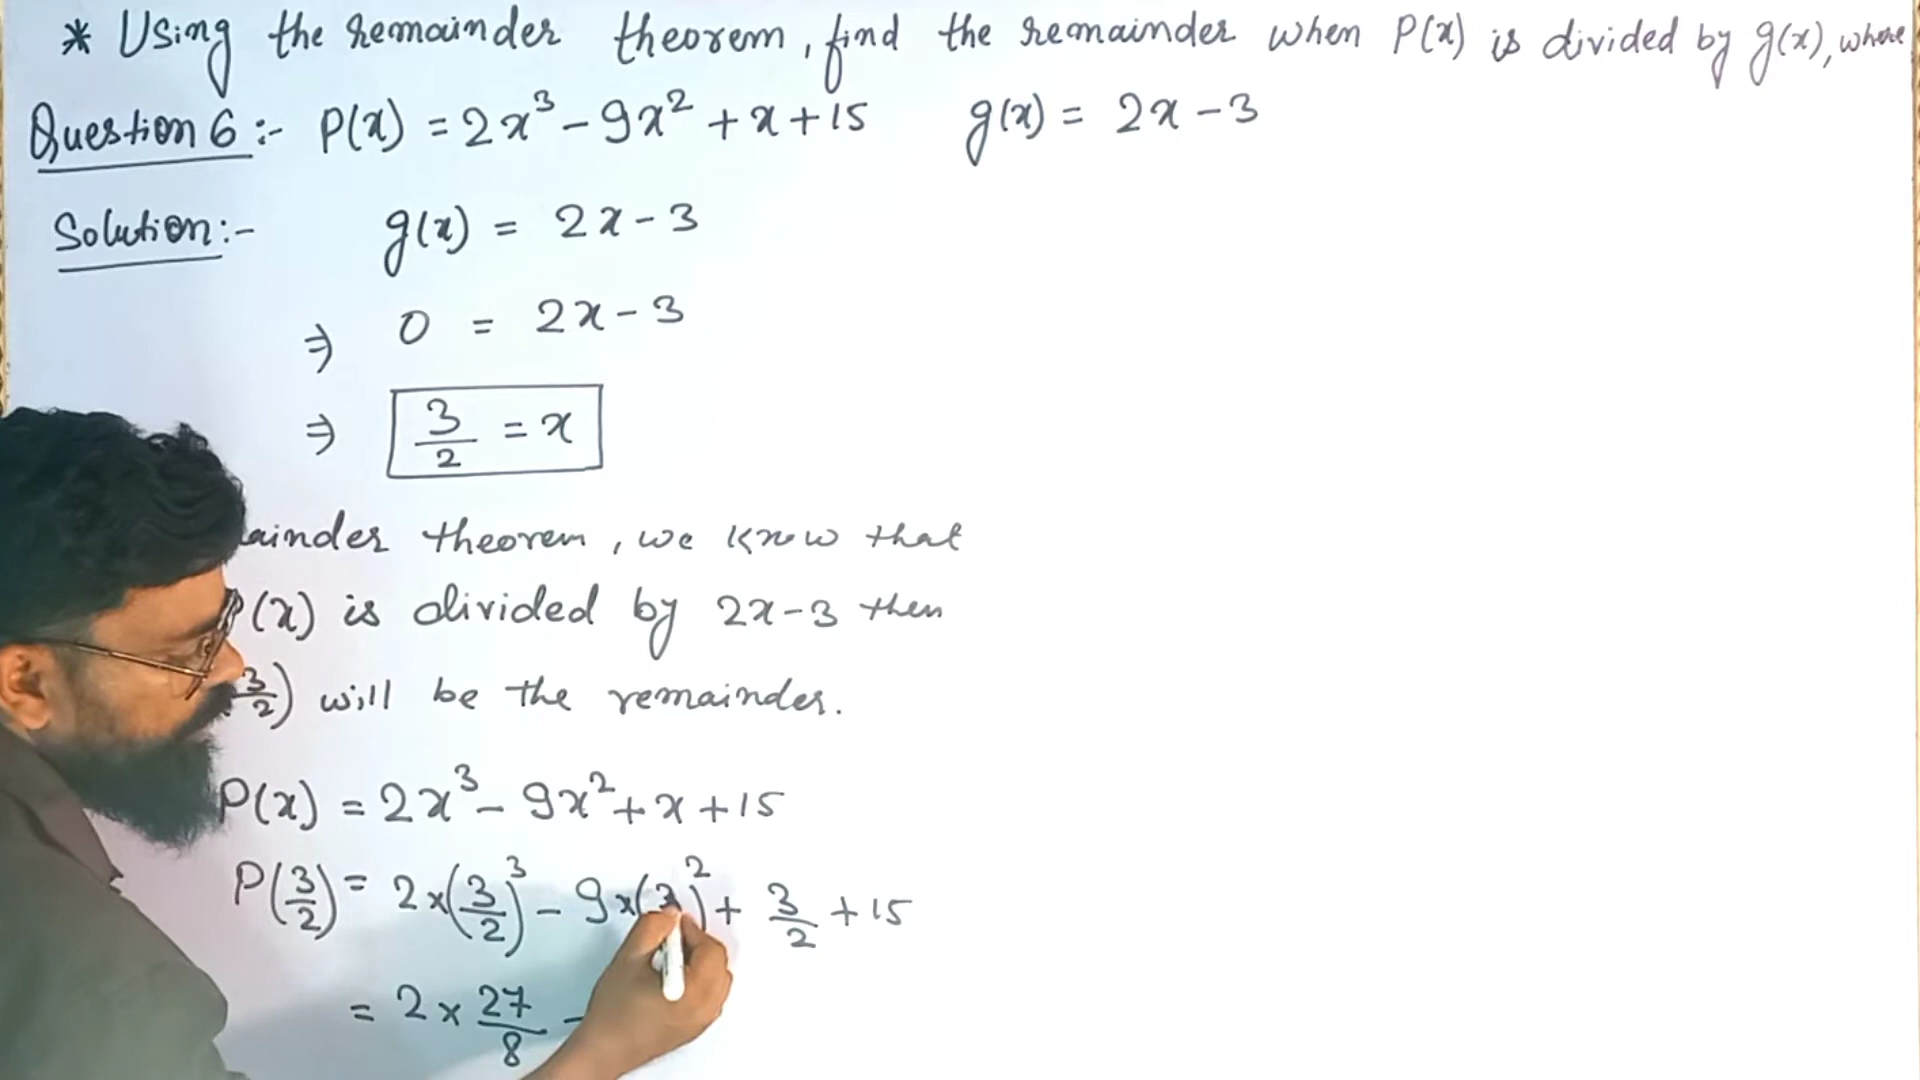 * Using the remainder theorem, find the remainder when P(x) is divided by g(x), where
Question 6 :- P(x) = 2x³ - 9x² + x + 15 g(x) = 2x - 3
Solution :- g(x) = 2x - 3
⇒ 0 = 2x - 3
⇒ 3/2 = x
ainder theorem, we know that
P(x) is divided by 2x-3 then
3/2) will be the remainder.
P(x) = 2x³ - 9x² + x + 15
P(3/2) = 2×(3/2)³ - 9×(3)² + 3/2 + 15
= 2 × 27/8 -